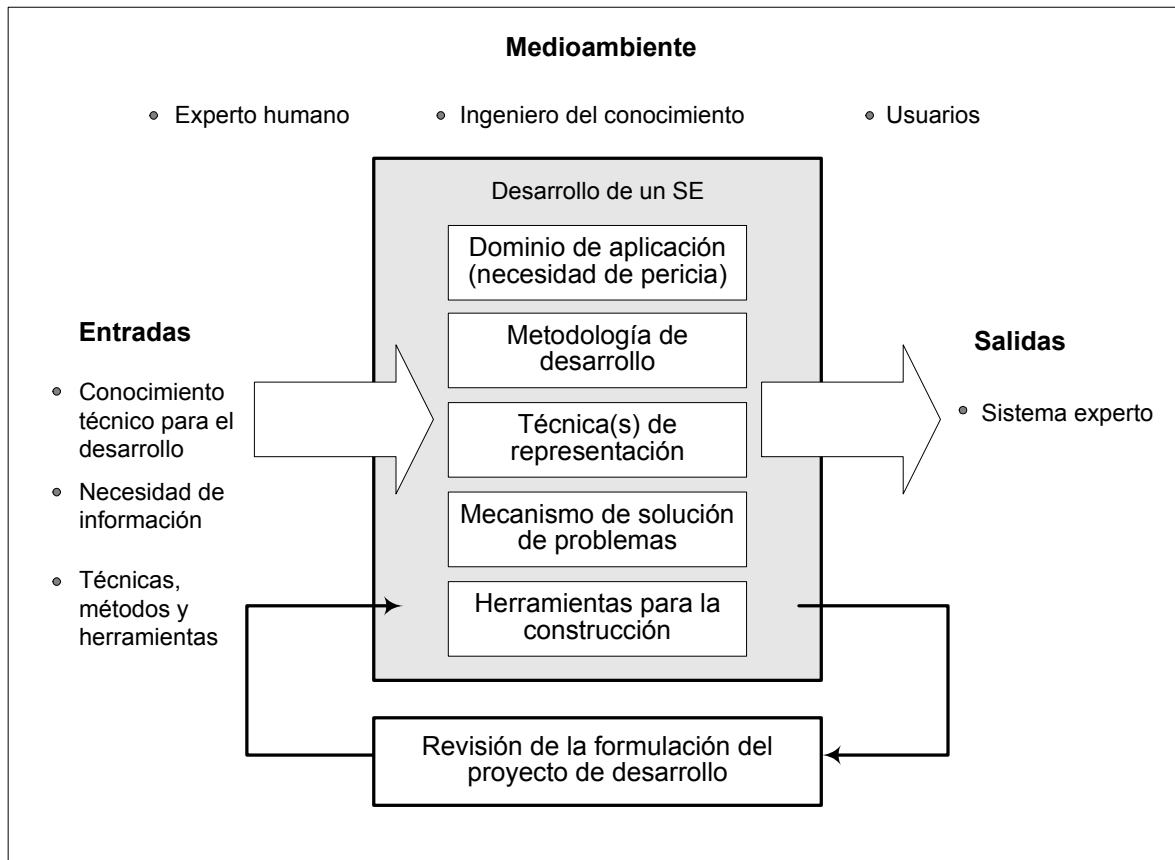 Medioambiente
Experto humano
Ingeniero del conocimiento
Usuarios
Desarrollo de un SE
Dominio de aplicación
(necesidad de pericia)
Metodología de
desarrollo
Técnica(s) de
representación
Mecanismo de solución
de problemas
Herramientas para la
construcción
Entradas
Conocimiento
técnico para el
desarrollo
Necesidad de
información
Técnicas,
métodos y
herramientas
Salidas
Sistema experto
Revisión de la formulación del
proyecto de desarrollo